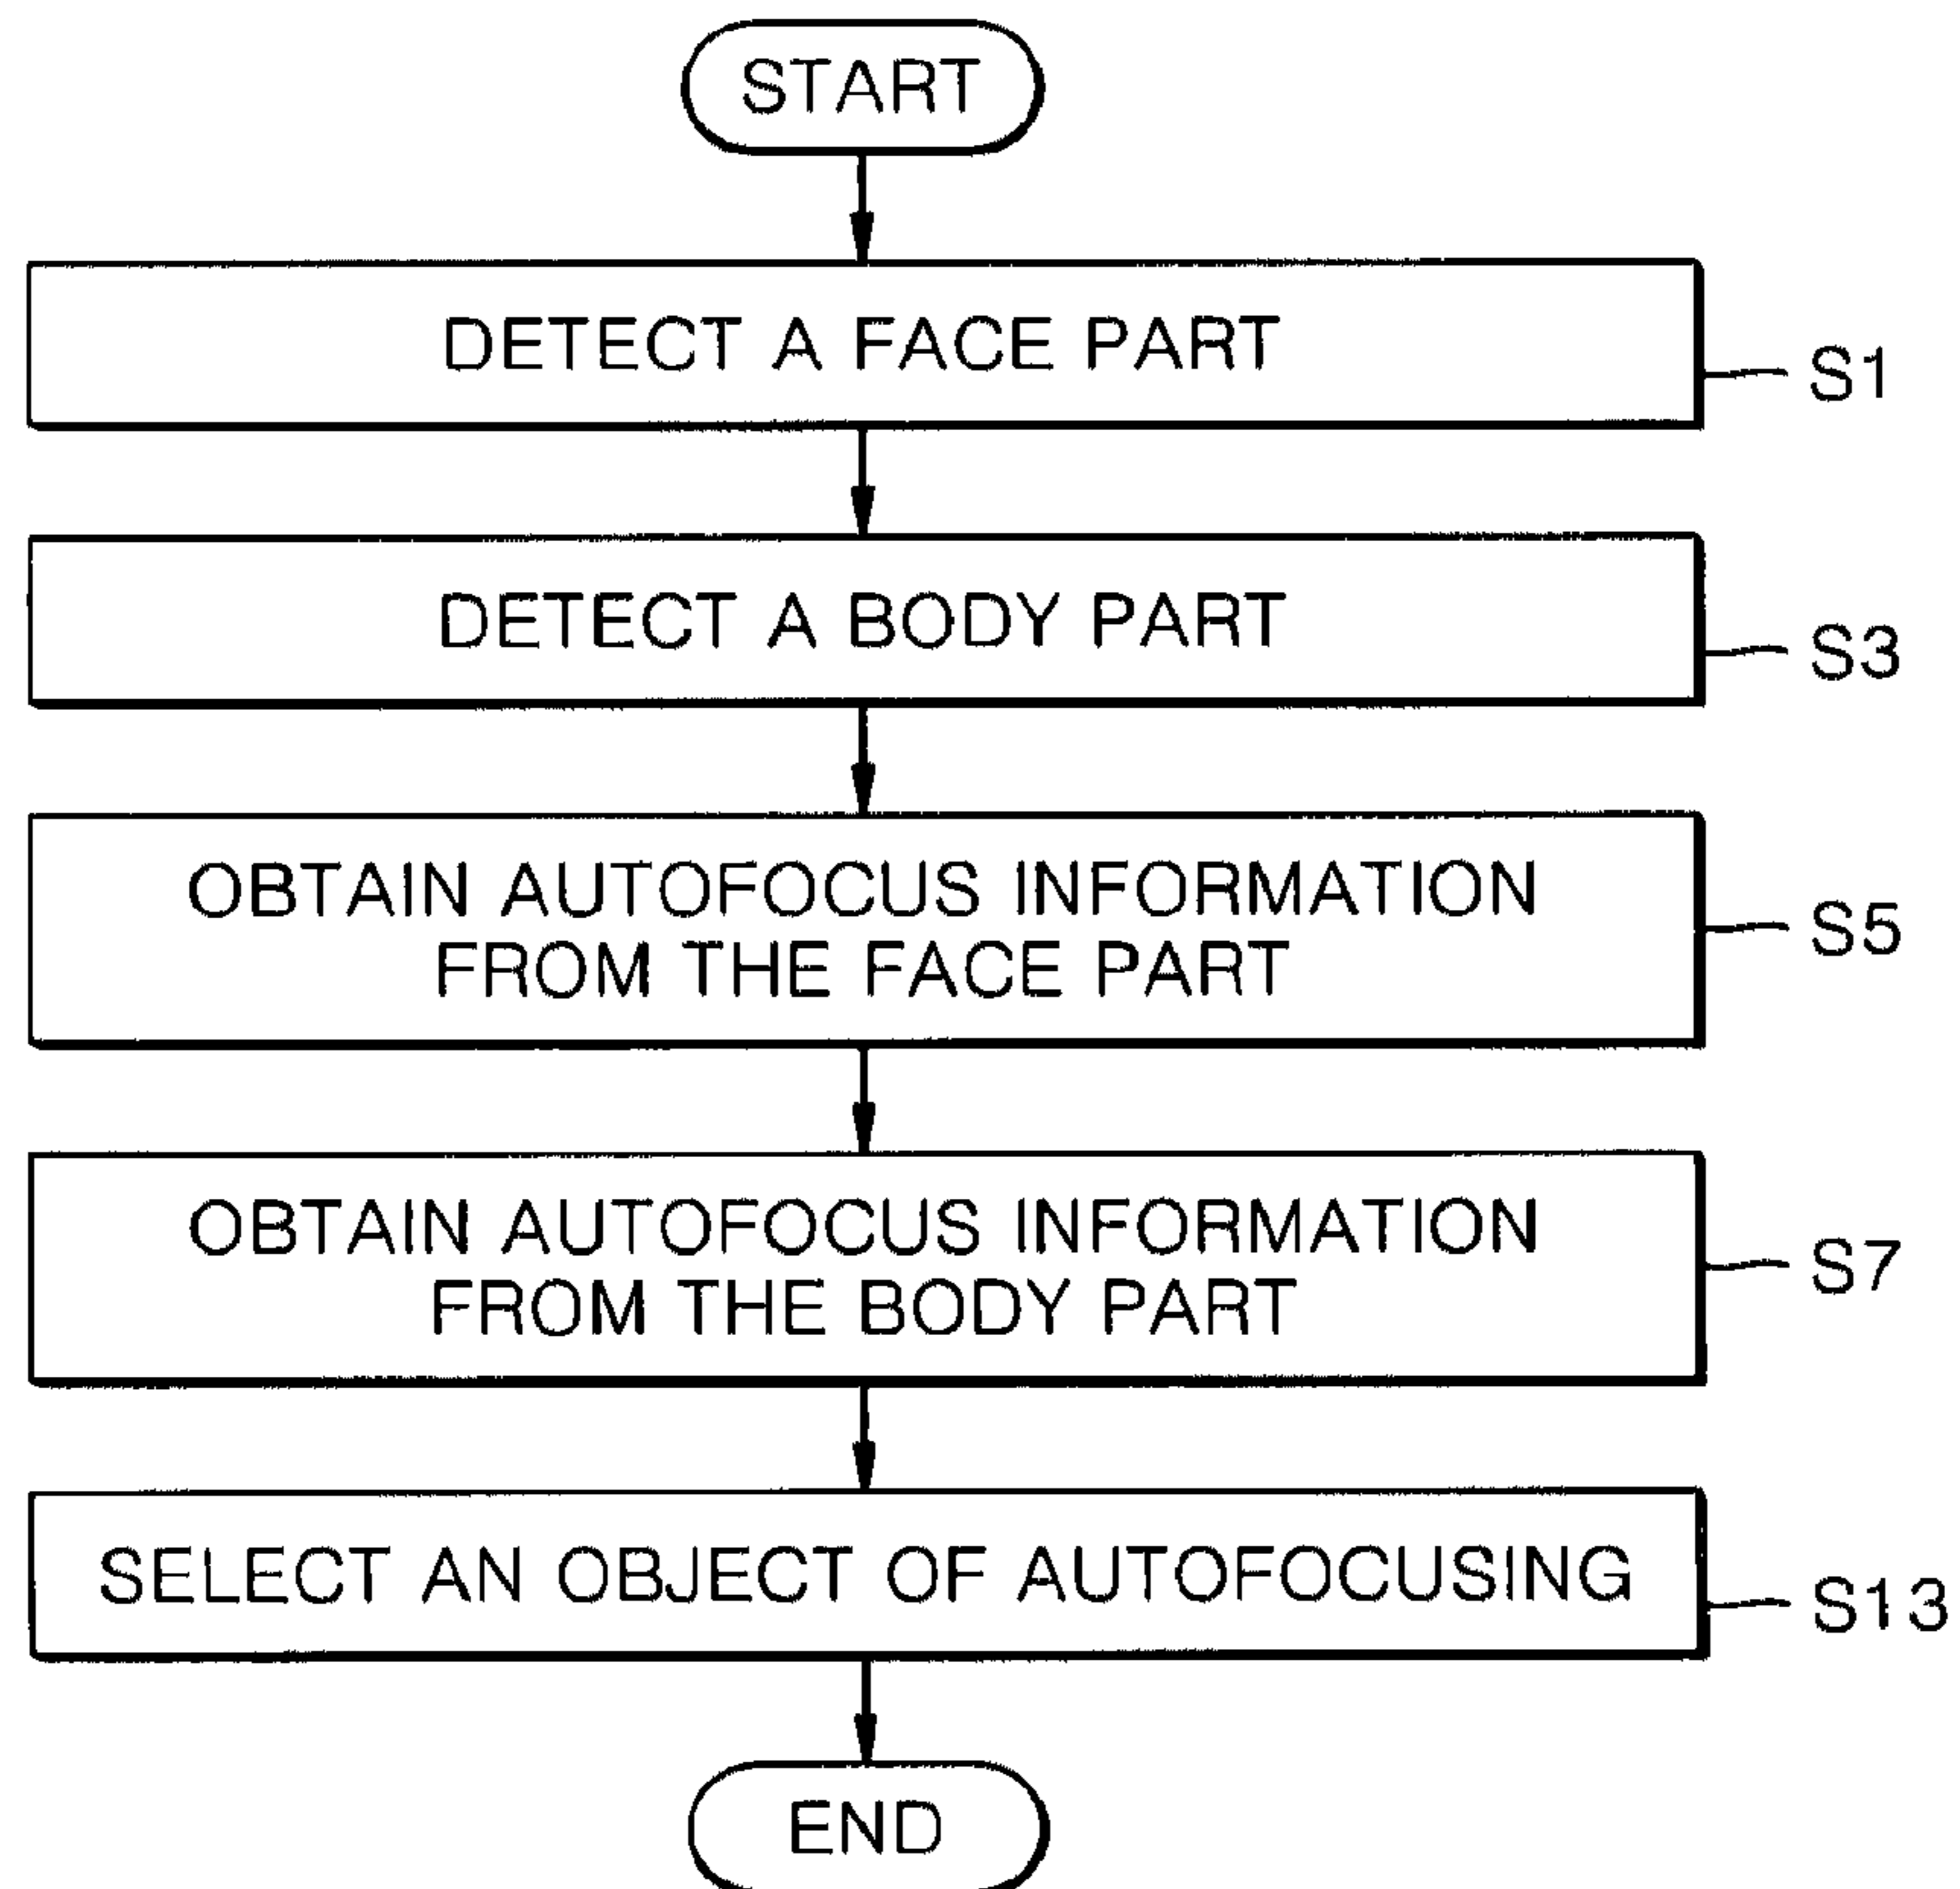 START
DETECT A FACE PART
S1
DETECT A BODY PART
S3
OBTAIN AUTOFOCUS INFORMATION
FROM THE FACE PART
S5
OBTAIN AUTOFOCUS INFORMATION
FROM THE BODY PART
S7
SELECT AN OBJECT OF AUTOFOCUSING
S13
END